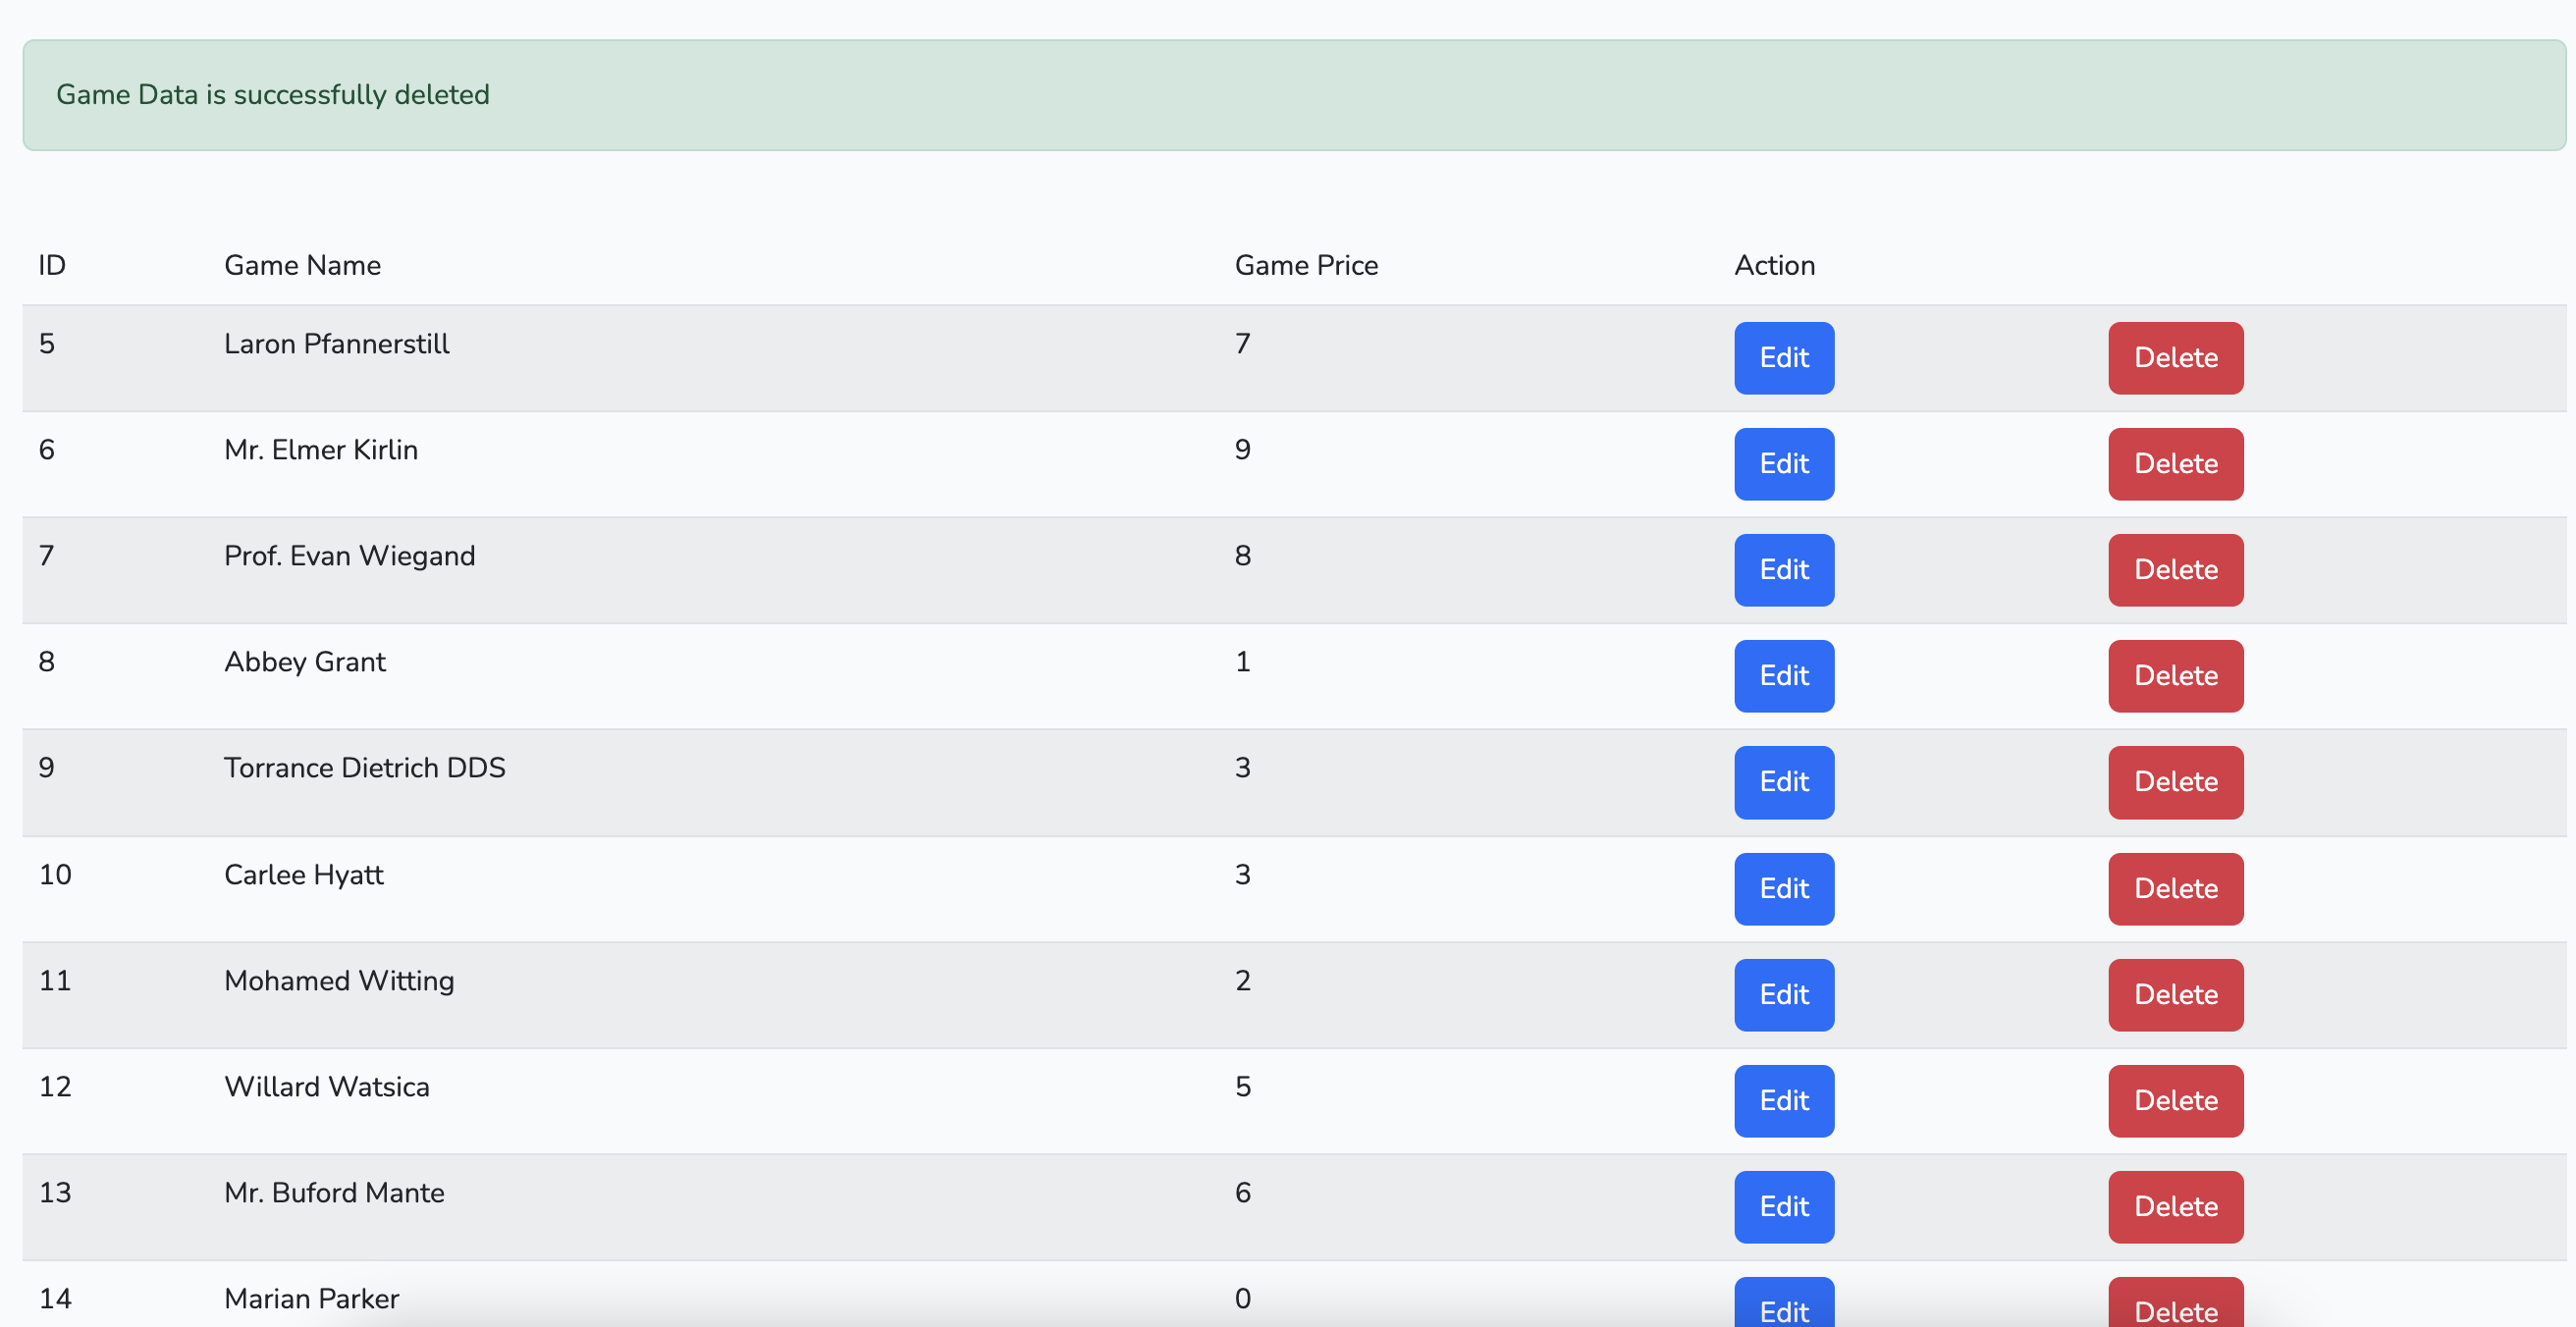 Game Data is successfully deleted
ID Game Name Game Price Action
5 Laron Pfannerstill 7 Edit Delete
6 Mr. Elmer Kirlin 9 Edit Delete
7 Prof. Evan Wiegand 8 Edit Delete
8 Abbey Grant 1 Edit Delete
9 Torrance Dietrich DDS 3 Edit Delete
10 Carlee Hyatt 3 Edit Delete
11 Mohamed Witting 2 Edit Delete
12 Willard Watsica 5 Edit Delete
13 Mr. Buford Mante 6 Edit Delete
14 Marian Parker 0 Edit Delete